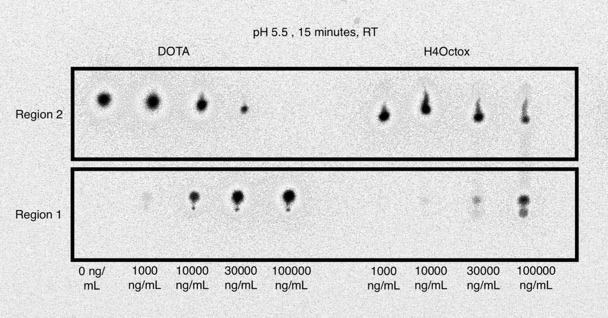 pH 5.5 , 15 minutes, RT
DOTA H4Octox
Region 2
Region 1
0 ng/ 1000 10000 30000 100000 1000 10000 30000 100000
mL ng/mL ng/mL ng/mL ng/mL ng/mL ng/mL ng/mL ng/mL